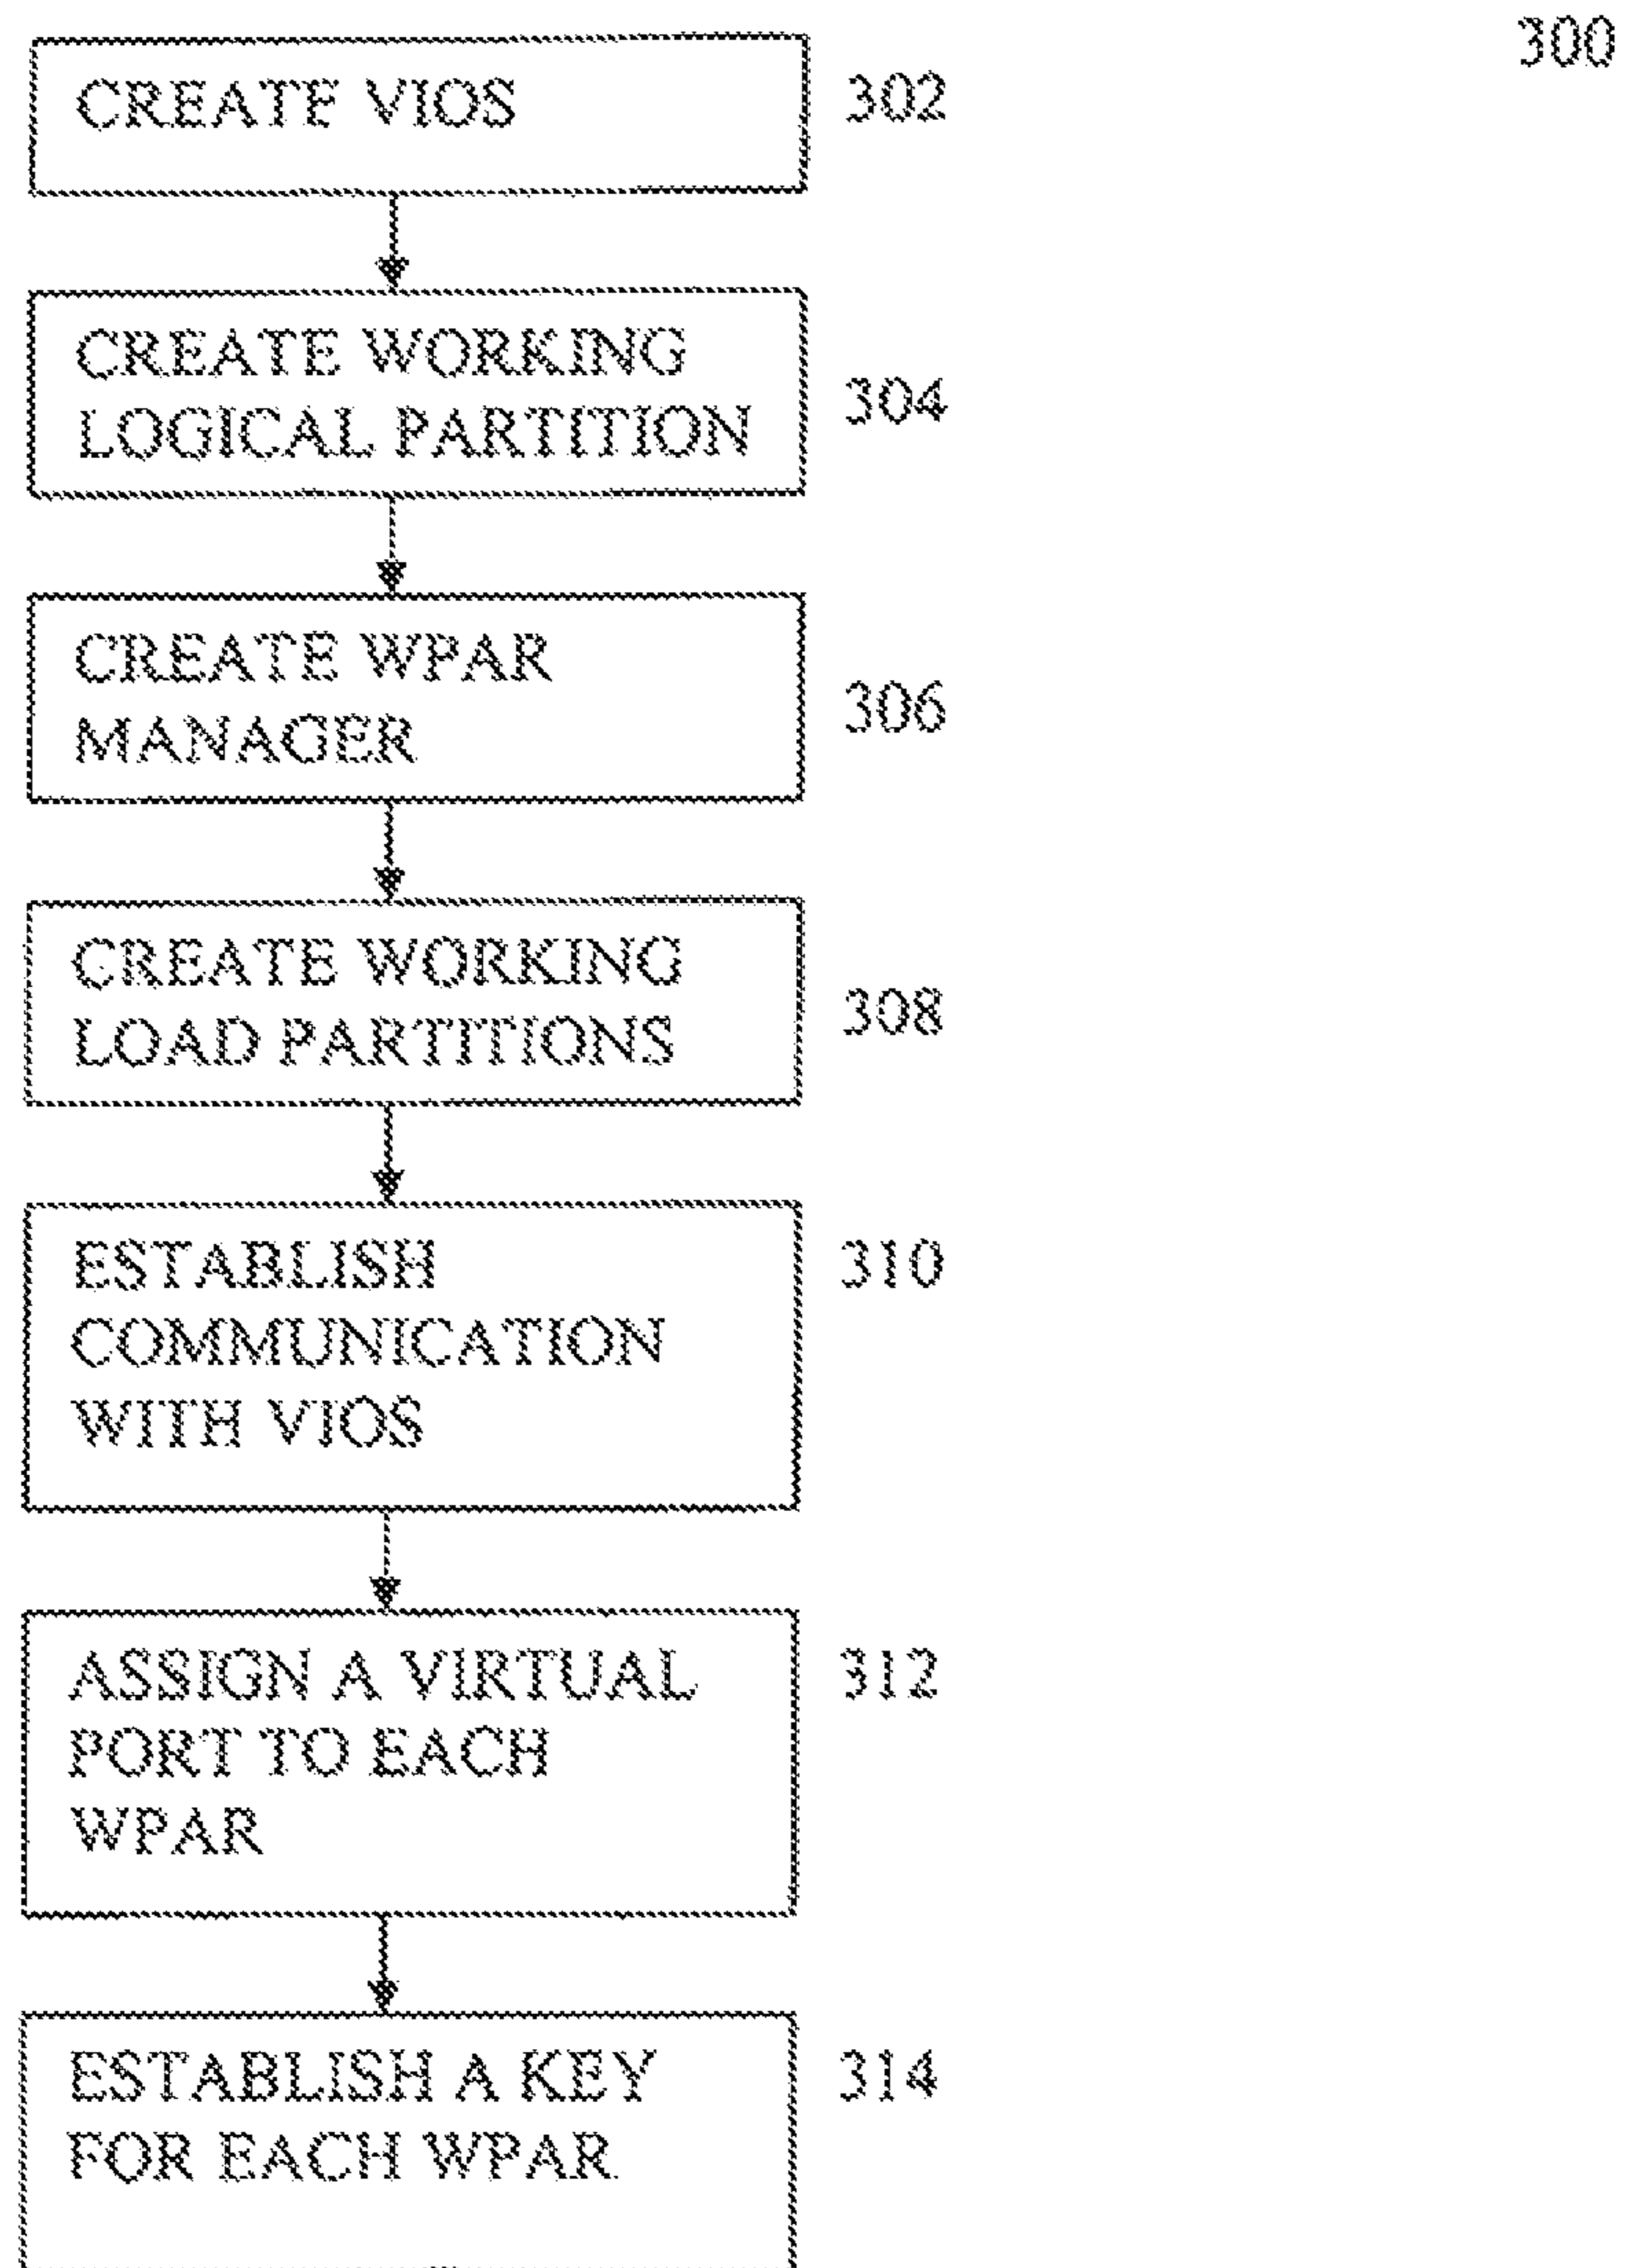 300
CREATE VIOS
302
CREATE WORKING
LOGICAL PARTITION
304
CREATE WPAR
MANAGER
306
CREATE WORKING
LOAD PARTITIONS
308
ESTABLISH
COMMUNICATION
WITH VIOS
310
ASSIGN A VIRTUAL
PORT TO EACH
WPAR
312
ESTABLISH A KEY
FOR EACH WPAR
314